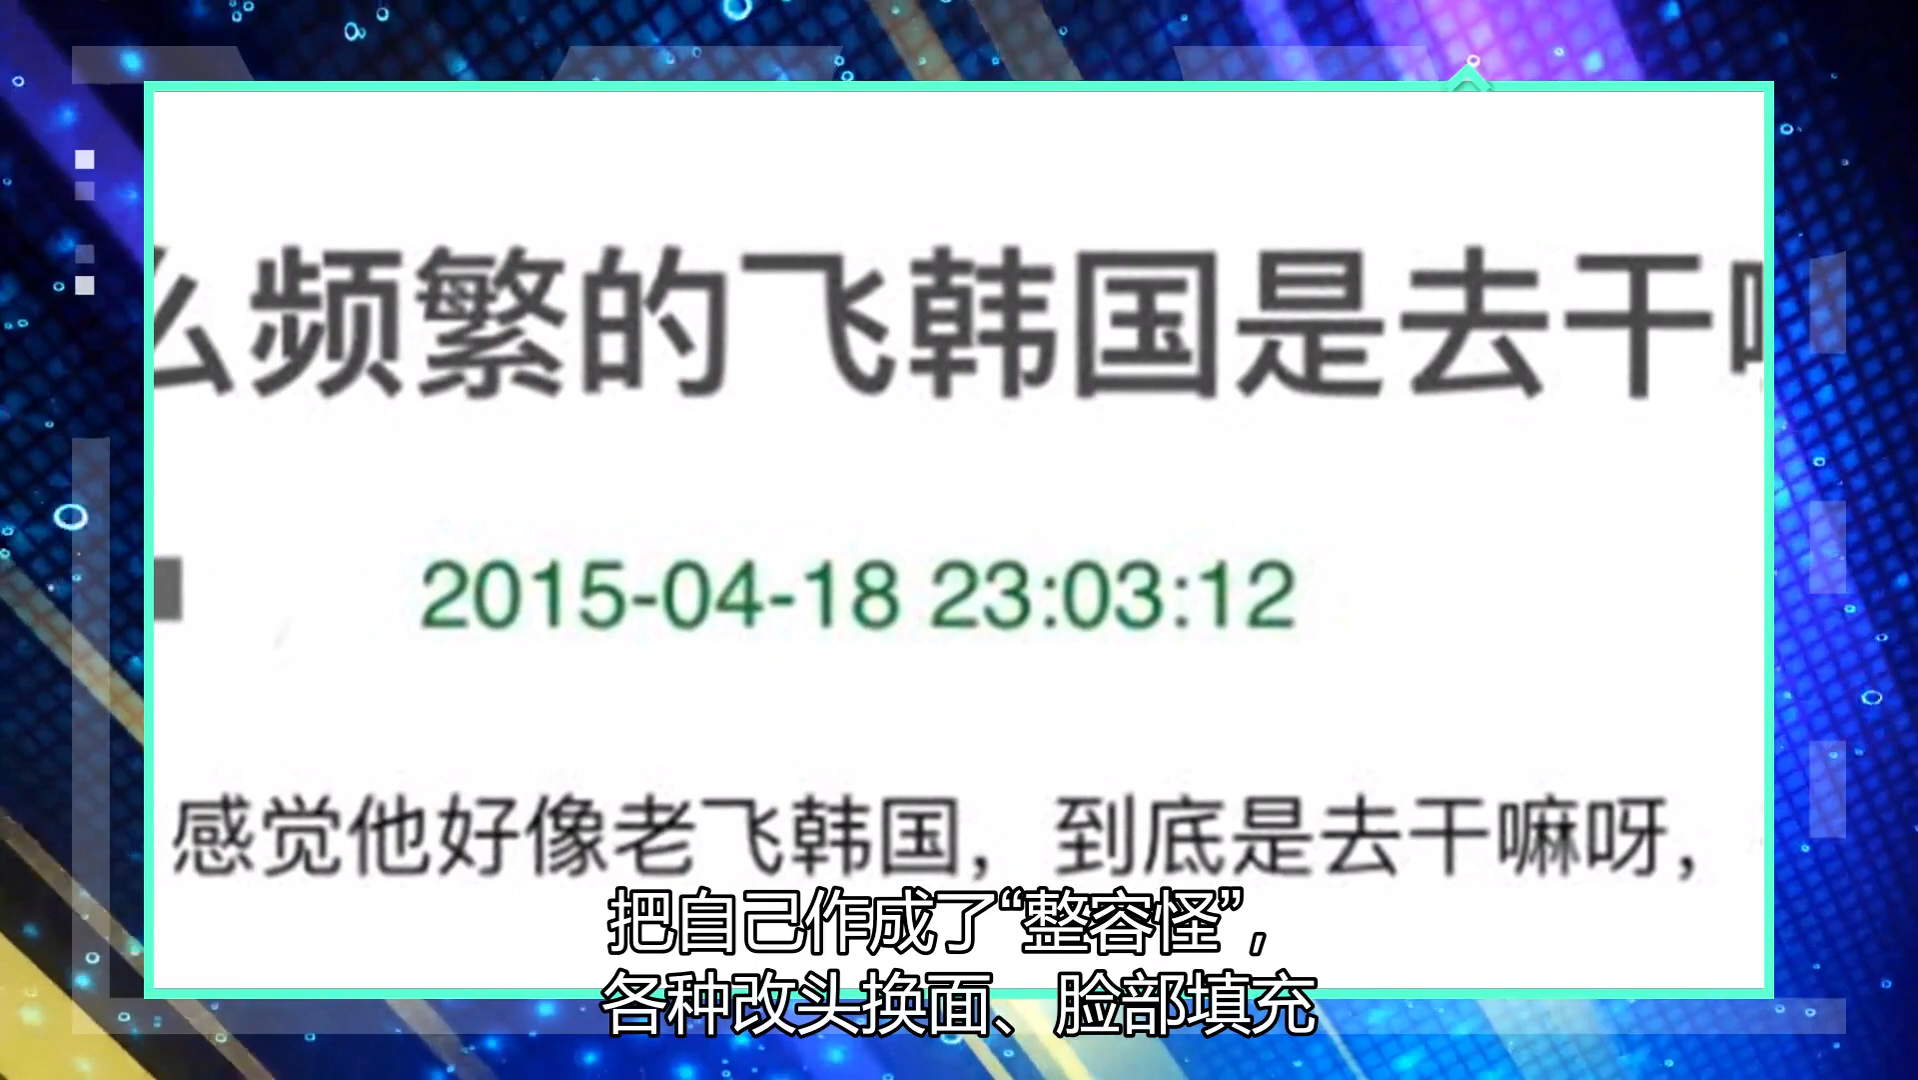 么频繁的飞韩国是去干
2015-04-18 23:03:12
感觉他好像老飞韩国，到底是去干嘛呀，
把自己作成了“整容怪”，
各种改头换面、脸部填充